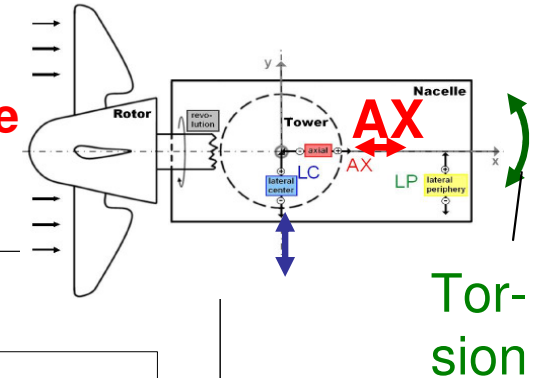 y
Nacelle
Rotor
revo-
lution
Tower
AX
e
axial
AX
x
LC
lateral
center
LP
lateral
periphery
Tor-
sion